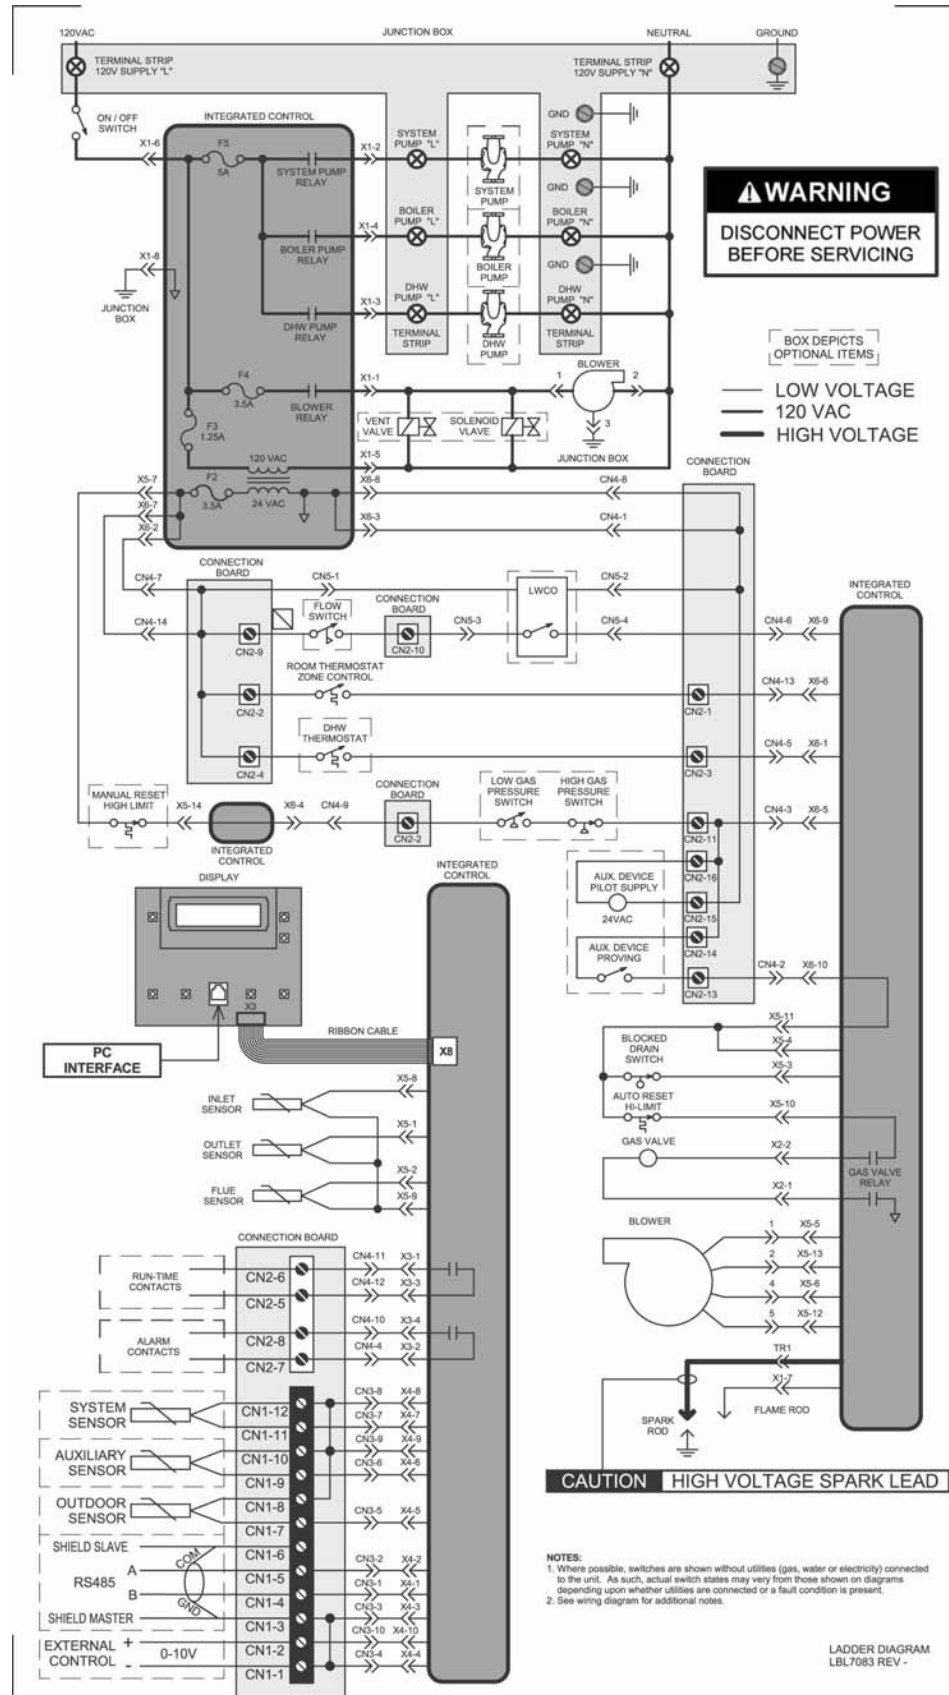 120VAC
JUNCTION BOX
NEUTRAL
GROUND
TERMINAL STRIP
120V SUPPLY "L"
TERMINAL STRIP
120V SUPPLY "N"
ON / OFF
SWITCH
INTEGRATED CONTROL
GND
X1-6
F5
5A
SYSTEM PUMP
RELAY
X1-2
SYSTEM
PUMP "L"
SYSTEM
PUMP
SYSTEM
PUMP "N"
GND
X1-4
BOILER PUMP
RELAY
BOILER
PUMP "L"
BOILER
PUMP
BOILER
PUMP "N"
X1-8
JUNCTION
BOX
GND
X1-3
DHW PUMP
RELAY
DHW
PUMP "L"
TERMINAL
STRIP
DHW
PUMP
DHW
PUMP "N"
TERMINAL
STRIP
WARNING
DISCONNECT POWER
BEFORE SERVICING
BOX DEPICTS
OPTIONAL ITEMS
LOW VOLTAGE
120 VAC
HIGH VOLTAGE
F4
3.5A
BLOWER
RELAY
X1-1
BLOWER
1
2
3
F3
1.25A
VENT
VALVE
SOLENOID
VLAVE
120 VAC
X1-5
JUNCTION BOX
CONNECTION
BOARD
X5-7
F2
3.5A
24 VAC
X6-8
CN4-8
X6-7
X6-2
X6-3
CN4-1
CONNECTION
BOARD
CN4-7
CN5-1
LWCO
CN5-2
INTEGRATED
CONTROL
CN4-14
CN2-9
FLOW
SWITCH
CONNECTION
BOARD
CN2-10
CN5-3
CN5-4
CN4-6
X6-9
ROOM THERMOSTAT
ZONE CONTROL
CN2-2
CN2-1
CN4-13
X6-6
DHW
THERMOSTAT
CN2-4
CN2-3
CN4-5
X6-1
MANUAL RESET
HIGH LIMIT
X5-14
INTEGRATED
CONTROL
X6-4
CN4-9
CONNECTION
BOARD
CN2-2
LOW GAS
PRESSURE
SWITCH
HIGH GAS
PRESSURE
SWITCH
CN2-11
CN4-3
X6-5
DISPLAY
INTEGRATED
CONTROL
AUX. DEVICE
PILOT SUPPLY
24VAC
CN2-16
CN2-15
CN2-14
AUX. DEVICE
PROVING
CN2-13
CN4-2
X6-10
X3
RIBBON CABLE
X8
PC
INTERFACE
X5-11
X5-4
BLOCKED
DRAIN
SWITCH
X5-3
AUTO RESET
HI-LIMIT
X5-10
GAS VALVE
X2-2
GAS VALVE
RELAY
X2-1
INLET
SENSOR
X5-8
OUTLET
SENSOR
X5-1
FLUE
SENSOR
X5-2
X5-9
BLOWER
1
X5-5
2
X5-13
4
X5-6
5
X5-12
CONNECTION BOARD
RUN-TIME
CONTACTS
CN2-6
CN4-11
X3-1
CN2-5
CN4-12
X3-3
ALARM
CONTACTS
CN2-8
CN4-10
X3-4
CN2-7
CN4-4
X3-2
TR1
X1-7
SPARK
ROD
FLAME ROD
SYSTEM
SENSOR
CN1-12
CN3-8
X4-8
CN1-11
CN3-7
X4-7
AUXILIARY
SENSOR
CN1-10
CN3-9
X4-9
CN1-9
CN3-6
X4-6
CAUTION
HIGH VOLTAGE SPARK LEAD
OUTDOOR
SENSOR
CN1-8
CN1-7
CN3-5
X4-5
SHIELD SLAVE
COM
CN1-6
RS485
A
CN1-5
CN3-2
X4-2
B
GND
CN1-4
CN3-1
X4-1
SHIELD MASTER
CN1-3
CN3-3
X4-3
EXTERNAL
CONTROL
+
-
0-10V
CN1-2
CN3-10
X4-10
CN1-1
CN3-4
X4-4
NOTES:
1. Where possible, switches are shown without utilities (gas, water or electricity) connected
to the unit. As such, actual switch states may very from those shown on diagrams
depending upon whether utilities are connected or a fault condition is present.
2. See wiring diagram for additional notes.
LADDER DIAGRAM
LBL7083 REV -